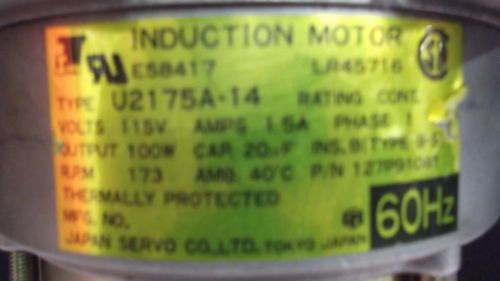 INDUCTION MOTOR
E58417 LR45716
TYPE U2175A-14 RATING CONT.
VOLTS 115V AMPS 1.5A PHASE 1
OUTPUT 100W CAP. 20µF INS.
R.P.M. 173 AMB. 40°C P/N
THERMALLY PROTECTED
MFG. NO.
60Hz
JAPAN SERVO CO.,LTD. TOKYO JAPAN